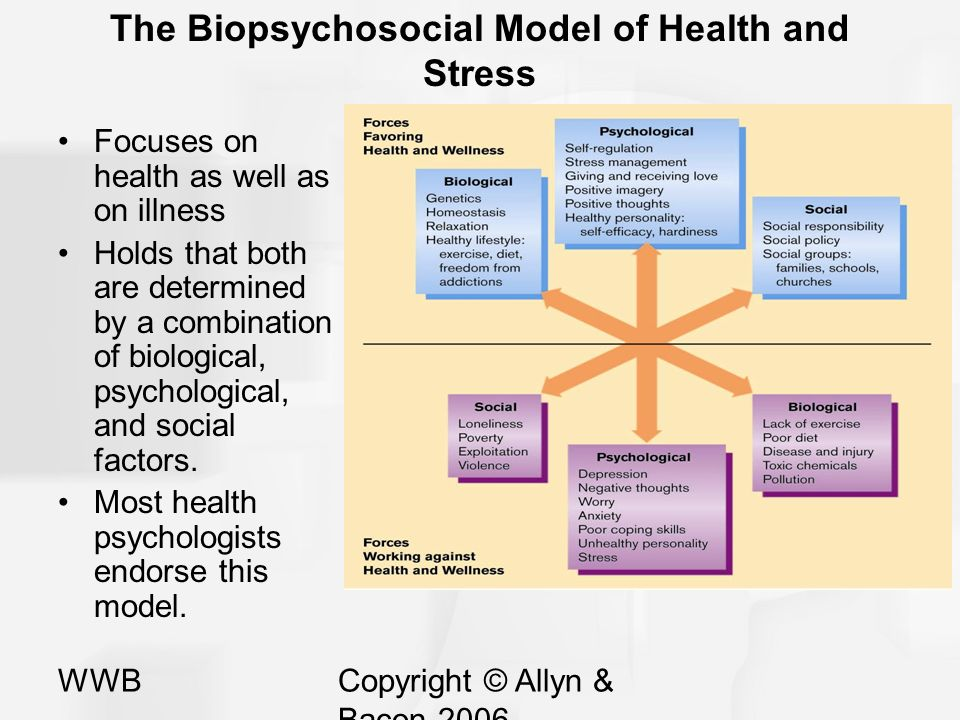 The Biopsychosocial Model of Health and
Stress
• Focuses on
health as well as
on illness
• Holds that both
are determined
by a combination
of biological,
psychological,
and social
factors.
• Most health
psychologists
endorse this
model.
Forces
Favoring
Health and Wellness
Biological
Genetics
Homeostasis
Relaxation
Healthy lifestyle:
exercise, diet,
freedom from
addictions
Psychological
Self-regulation
Stress management
Giving and receiving love
Positive imagery
Positive thoughts
Healthy personality:
self-efficacy, hardiness
Social
Social responsibility
Social policy
Social groups:
families, schools,
churches
Social
Loneliness
Poverty
Exploitation
Violence
Psychological
Depression
Negative thoughts
Worry
Anxiety
Poor coping skills
Unhealthy personality
Stress
Biological
Lack of exercise
Poor diet
Disease and injury
Toxic chemicals
Pollution
Forces
Working against
Health and Wellness
WWB
Copyright © Allyn &
Bacon 2006